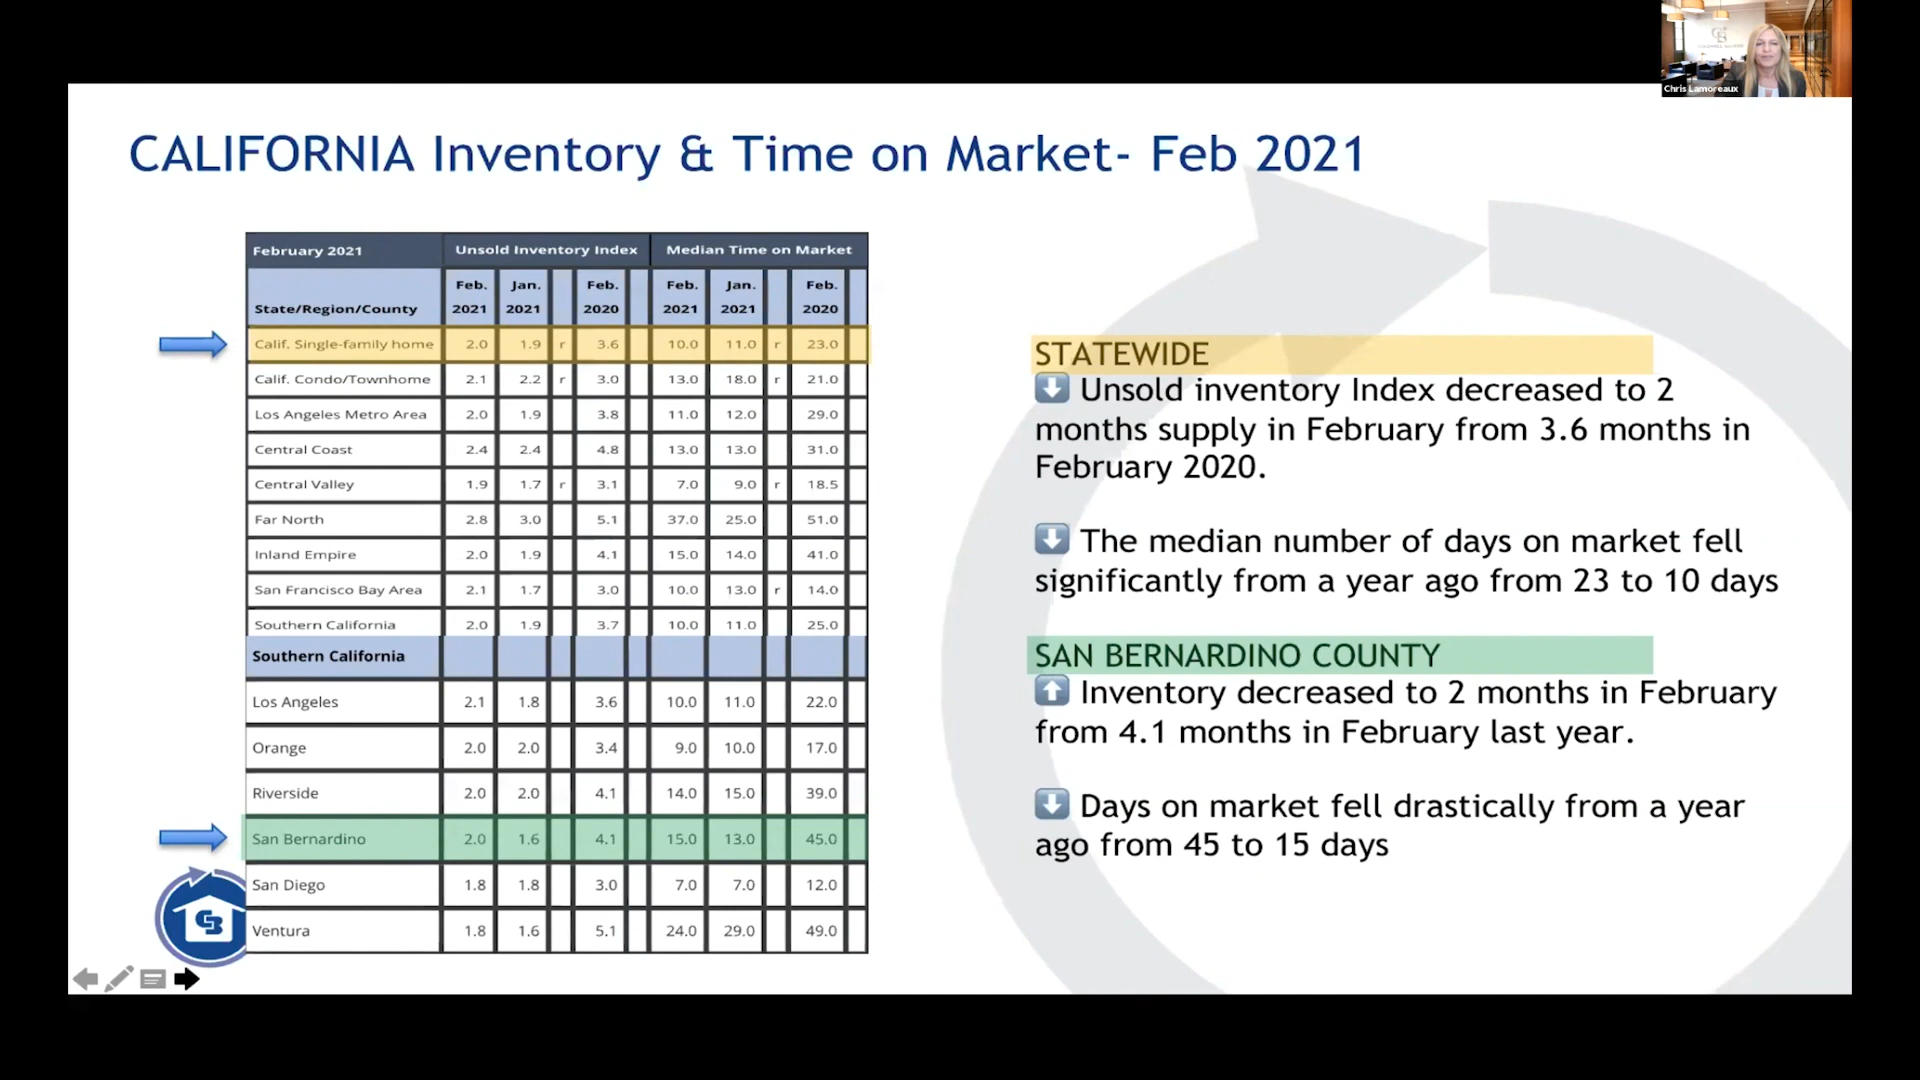 Chris Lamoreaux
CALIFORNIA Inventory & Time on Market- Feb 2021
February 2021 Unsold Inventory Index Median Time on Market
State/Region/County Feb. 2021 Jan. 2021 Feb. 2020 Feb. 2021 Jan. 2021 Feb. 2020
Calif. Single-family home 2.0 1.9 r 3.6 10.0 11.0 r 23.0
Calif. Condo/Townhome 2.1 2.2 r 3.0 13.0 18.0 r 21.0
Los Angeles Metro Area 2.0 1.9 3.8 11.0 12.0 29.0
Central Coast 2.4 2.4 4.8 13.0 13.0 31.0
Central Valley 1.9 1.7 r 3.1 7.0 9.0 r 18.5
Far North 2.8 3.0 5.1 37.0 25.0 51.0
Inland Empire 2.0 1.9 4.1 15.0 14.0 41.0
San Francisco Bay Area 2.1 1.7 3.0 10.0 13.0 r 14.0
Southern California 2.0 1.9 3.7 10.0 11.0 25.0
Southern California
Los Angeles 2.1 1.8 3.6 10.0 11.0 22.0
Orange 2.0 2.0 3.4 9.0 10.0 17.0
Riverside 2.0 2.0 4.1 14.0 15.0 39.0
San Bernardino 2.0 1.6 4.1 15.0 13.0 45.0
San Diego 1.8 1.8 3.0 7.0 7.0 12.0
Ventura 1.8 1.6 5.1 24.0 29.0 49.0
CB
STATEWIDE
Unsold inventory Index decreased to 2
months supply in February from 3.6 months in
February 2020.
The median number of days on market fell
significantly from a year ago from 23 to 10 days
SAN BERNARDINO COUNTY
Inventory decreased to 2 months in February
from 4.1 months in February last year.
Days on market fell drastically from a year
ago from 45 to 15 days